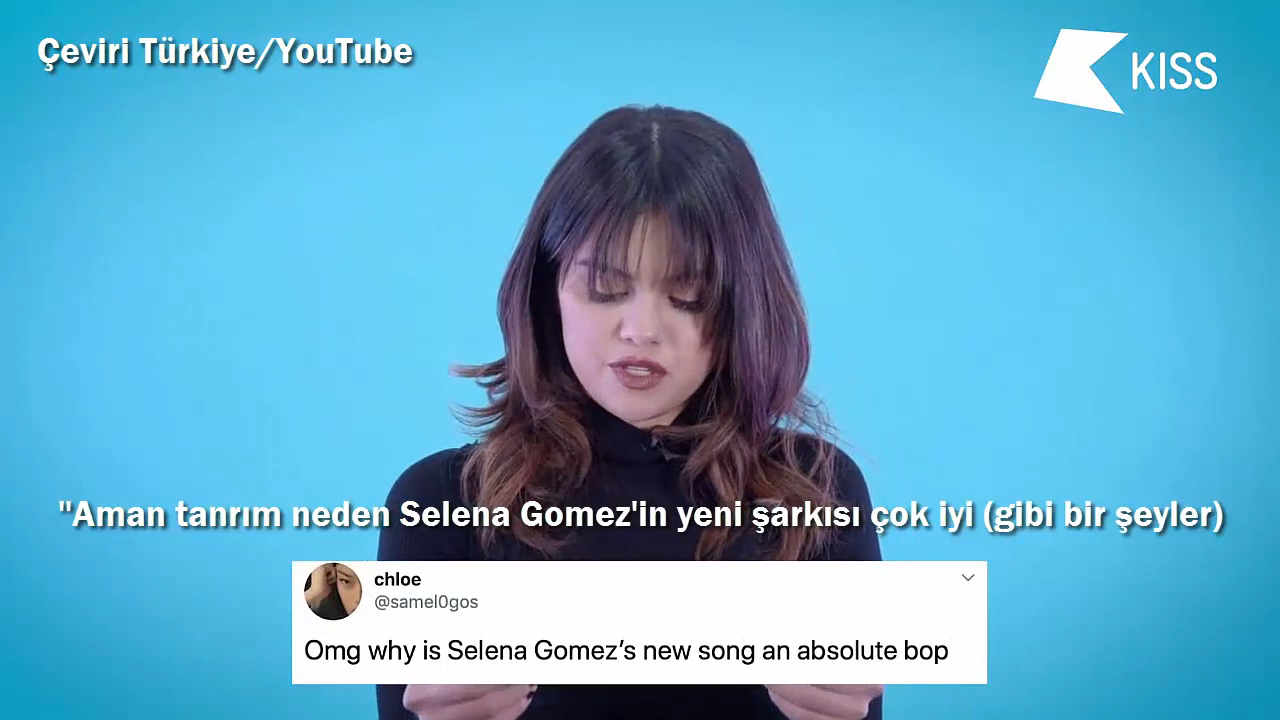 Çeviri Türkiye/YouTube
KISS
"Aman tanrım neden Selena Gomez'in yeni şarkısı çok iyi (gibi bir şeyler)
chloe
@samel0gos
Omg why is Selena Gomez’s new song an absolute bop